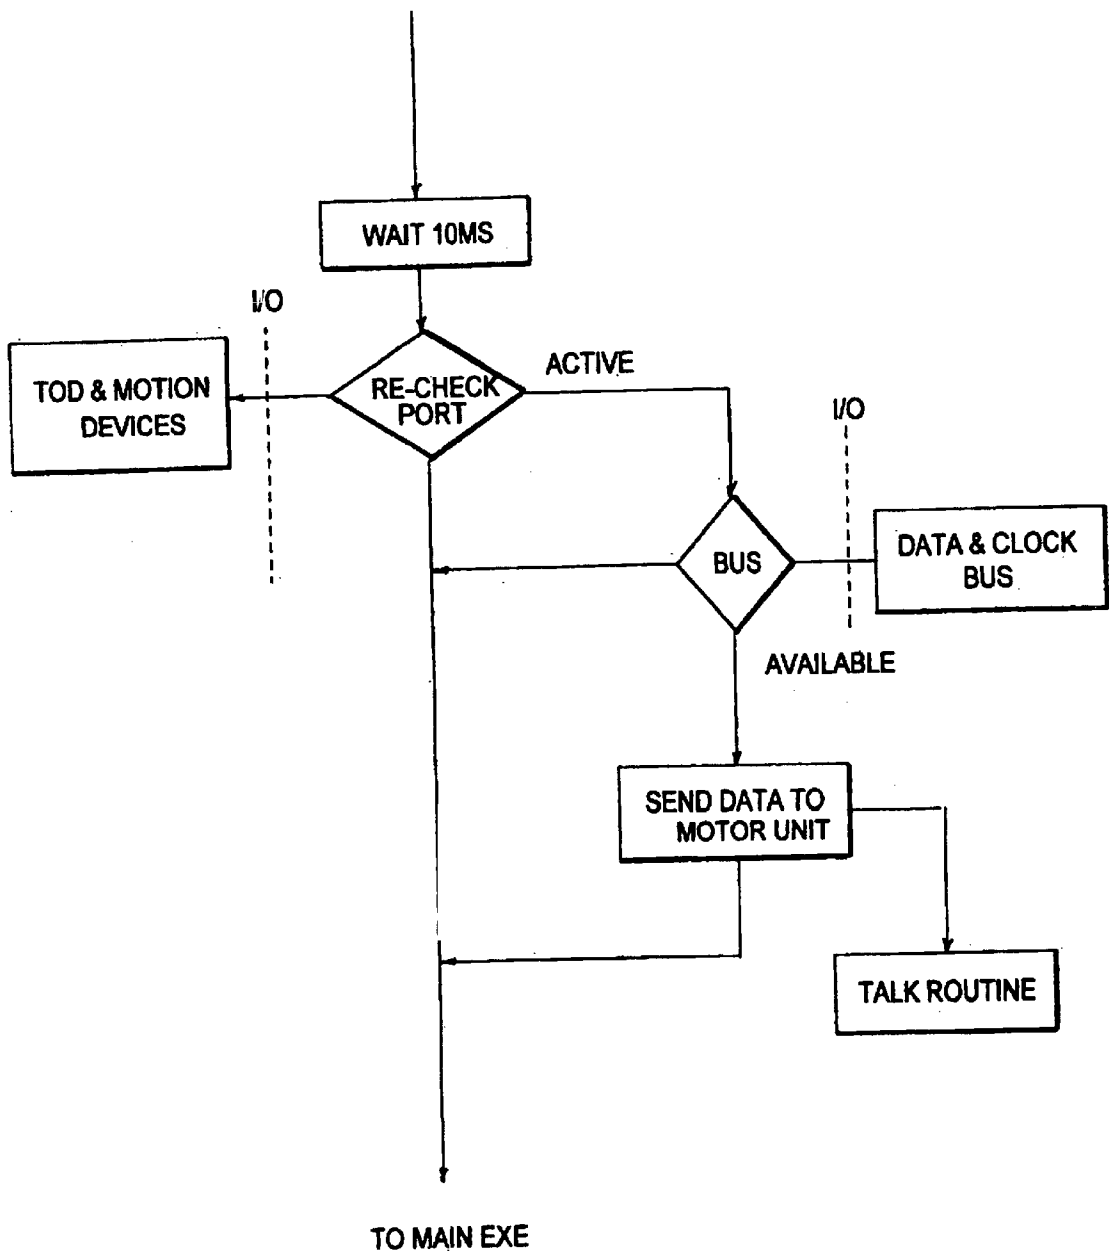 WAIT 10MS
I/O
TOD & MOTION
DEVICES
RE-CHECK
PORT
ACTIVE
I/O
BUS
DATA & CLOCK
BUS
AVAILABLE
SEND DATA TO
MOTOR UNIT
TALK ROUTINE
TO MAIN EXE